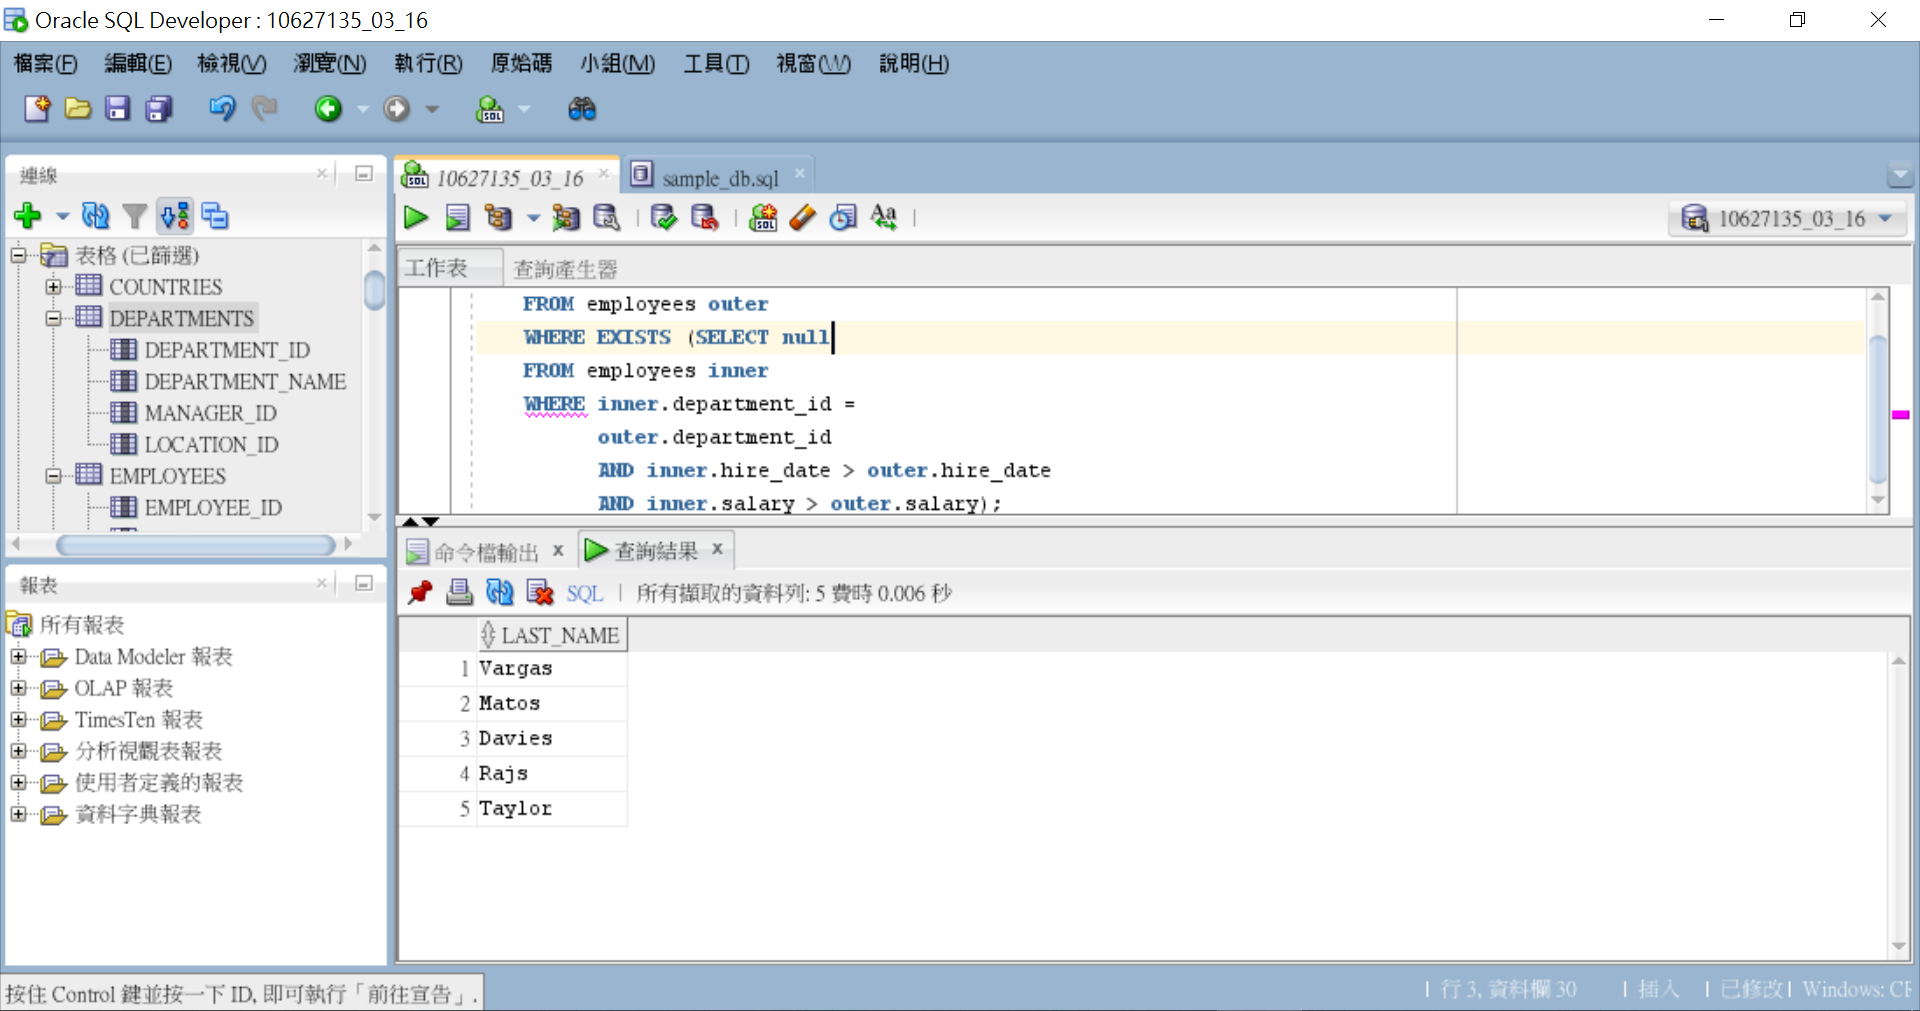 Oracle SQL Developer : 10627135_03_16
檔案(F) 編輯(E) 檢視(V) 瀏覽(N) 執行(R) 原始碼 小組(M) 工具(T) 視窗(W) 說明(H)
連線
表格 (已篩選)
COUNTRIES
DEPARTMENTS
DEPARTMENT_ID
DEPARTMENT_NAME
MANAGER_ID
LOCATION_ID
EMPLOYEES
EMPLOYEE_ID
報表
所有報表
Data Modeler 報表
OLAP 報表
TimesTen 報表
分析視觀表報表
使用者定義的報表
資料字典報表
10627135_03_16 sample_db.sql
10627135_03_16
工作表 查詢產生器
FROM employees outer
WHERE EXISTS (SELECT null
FROM employees inner
WHERE inner.department_id =
outer.department_id
AND inner.hire_date > outer.hire_date
AND inner.salary > outer.salary);
命令檔輸出 查詢結果
SQL | 所有擷取的資料列: 5 費時 0.006 秒
LAST_NAME
1 Vargas
2 Matos
3 Davies
4 Rajs
5 Taylor
按住 Control 鍵並按一下 ID, 即可執行「前往宣告」.
| 行 3, 資料欄 30 | 插入 | 已修改 | Windows: CF